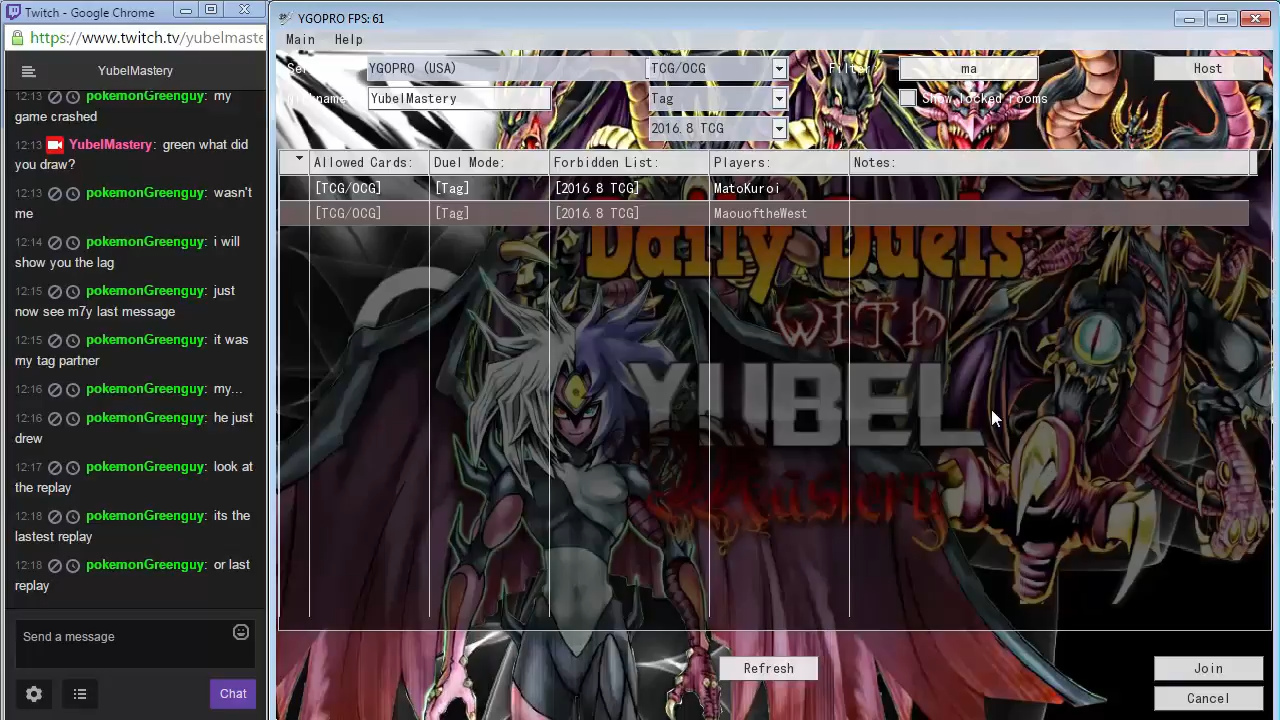 Twitch - Google Chrome
https://www.twitch.tv/yubelmaste
YubelMastery
12:13 pokemonGreenguy: my
game crashed
12:13 YubelMastery: green what did
you draw?
12:13 pokemonGreenguy: wasn't
me
12:14 pokemonGreenguy: i will
show you the lag
12:15 pokemonGreenguy: just
now see m7y last message
12:15 pokemonGreenguy: it was
my tag partner
12:16 pokemonGreenguy: my...
12:16 pokemonGreenguy: he just
drew
12:17 pokemonGreenguy: look at
the replay
12:18 pokemonGreenguy: its the
lastest replay
12:18 pokemonGreenguy: or last
replay
Send a message
Chat
YGOPRO FPS: 61
Main Help
YGOPRO (USA) TCG/OCG Filter: ma Host
YubelMastery Tag Show locked rooms
2016.8 TCG
Allowed Cards: Duel Mode: Forbidden List: Players: Notes:
[TCG/OCG] [Tag] [2016.8 TCG] MatoKuroi
[TCG/OCG] [Tag] [2016.8 TCG] MaouoftheWest
Daily Duels
WITH
YUBEL
Mastery
Refresh
Join
Cancel